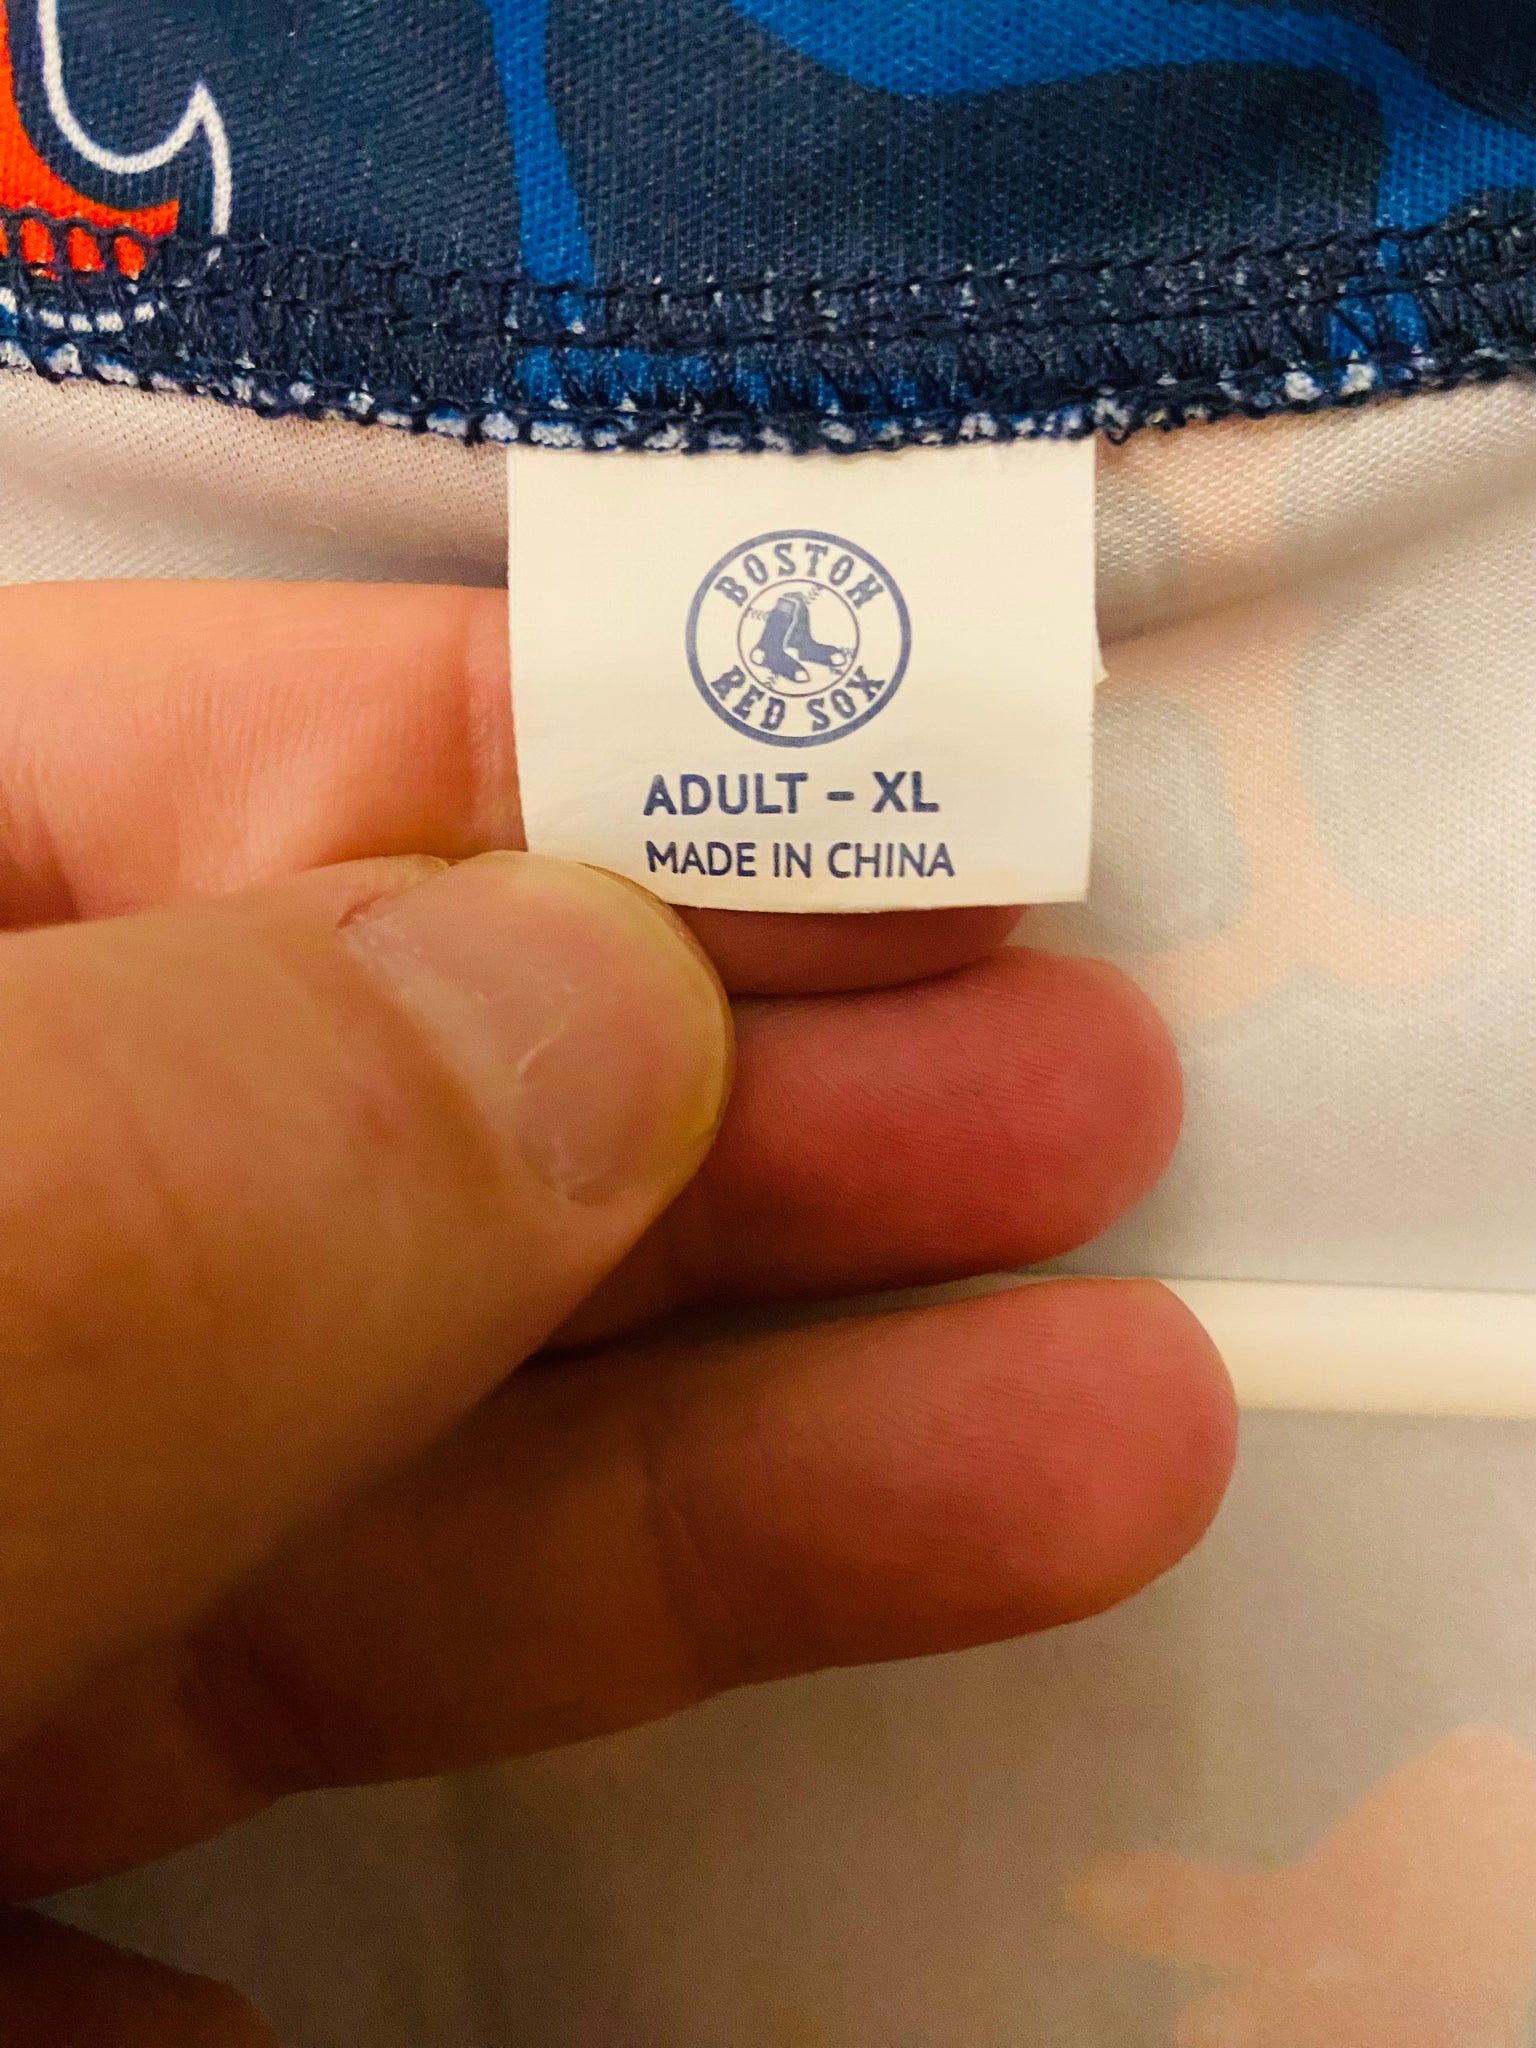 BOSTON
RED SOX
ADULT - XL
MADE IN CHINA